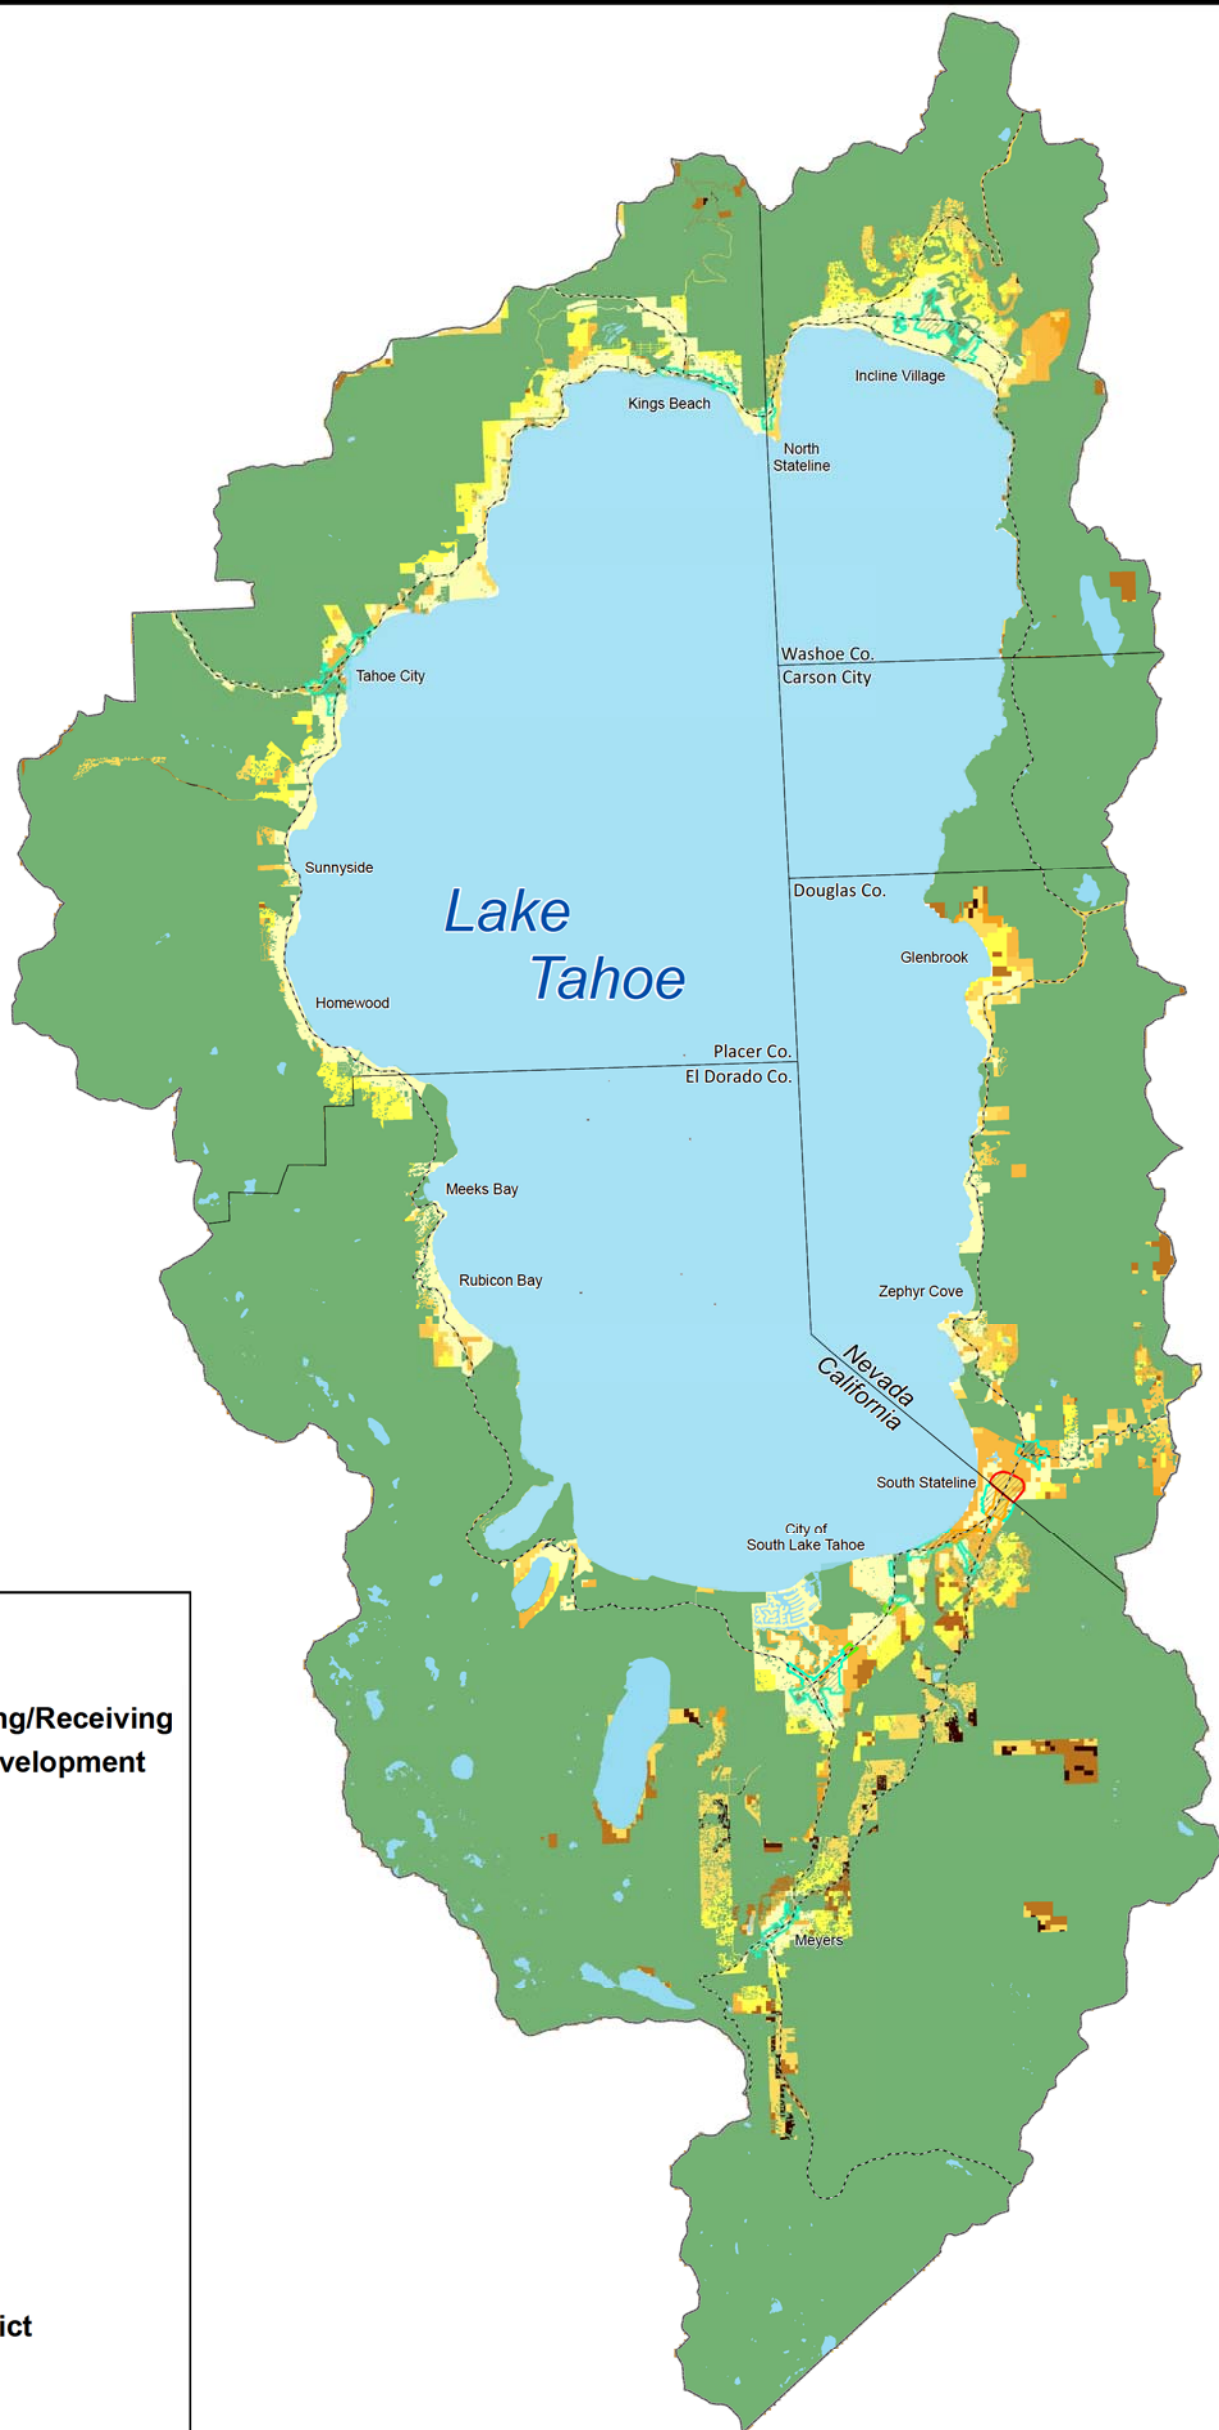 Incline Village
Kings Beach
North
Stateline
Washoe Co.
Carson City
Tahoe City
Sunnyside
Douglas Co.
Lake
Tahoe
Glenbrook
Homewood
Placer Co.
El Dorado Co.
Meeks Bay
Rubicon Bay
Zephyr Cove
Nevada
California
South Stateline
City of
South Lake Tahoe
ng/Receiving
velopment
Meyers
ict